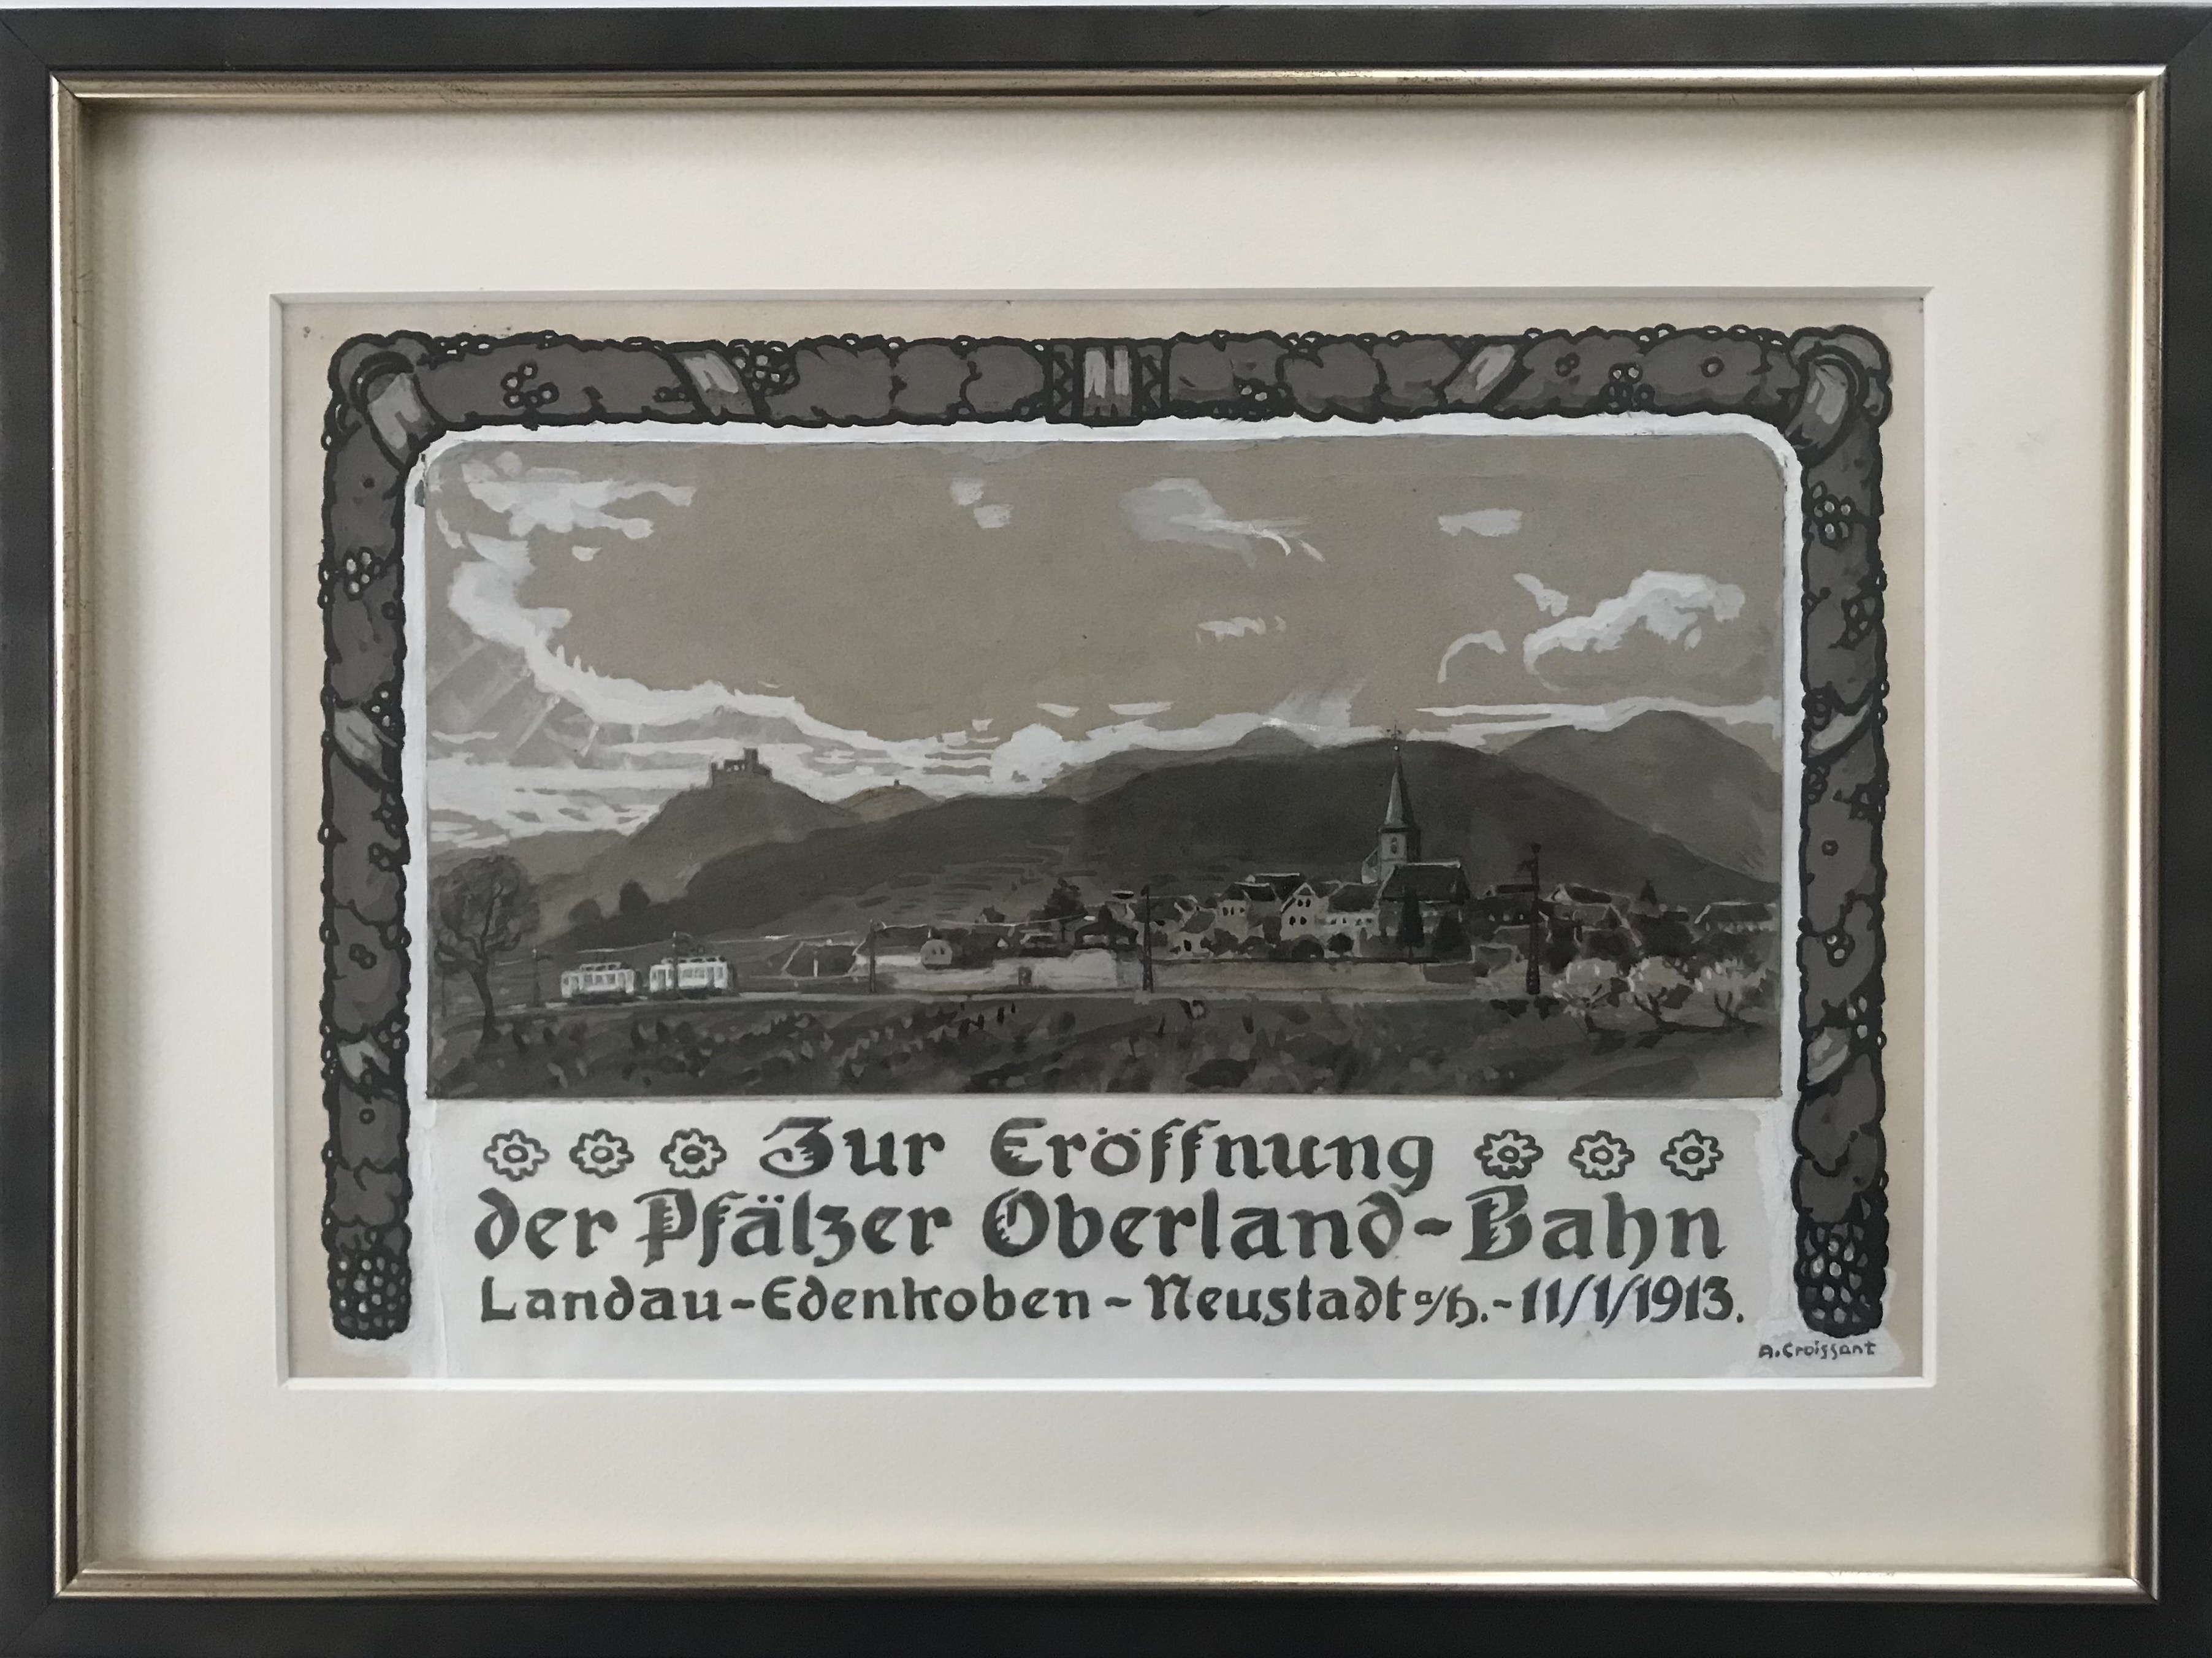 Zur Eröffnung
der Pfälzer Oberland-Bahn
Landau-Edenkoben-Neustadt a/h.-11/1/1913.
A.Croissant